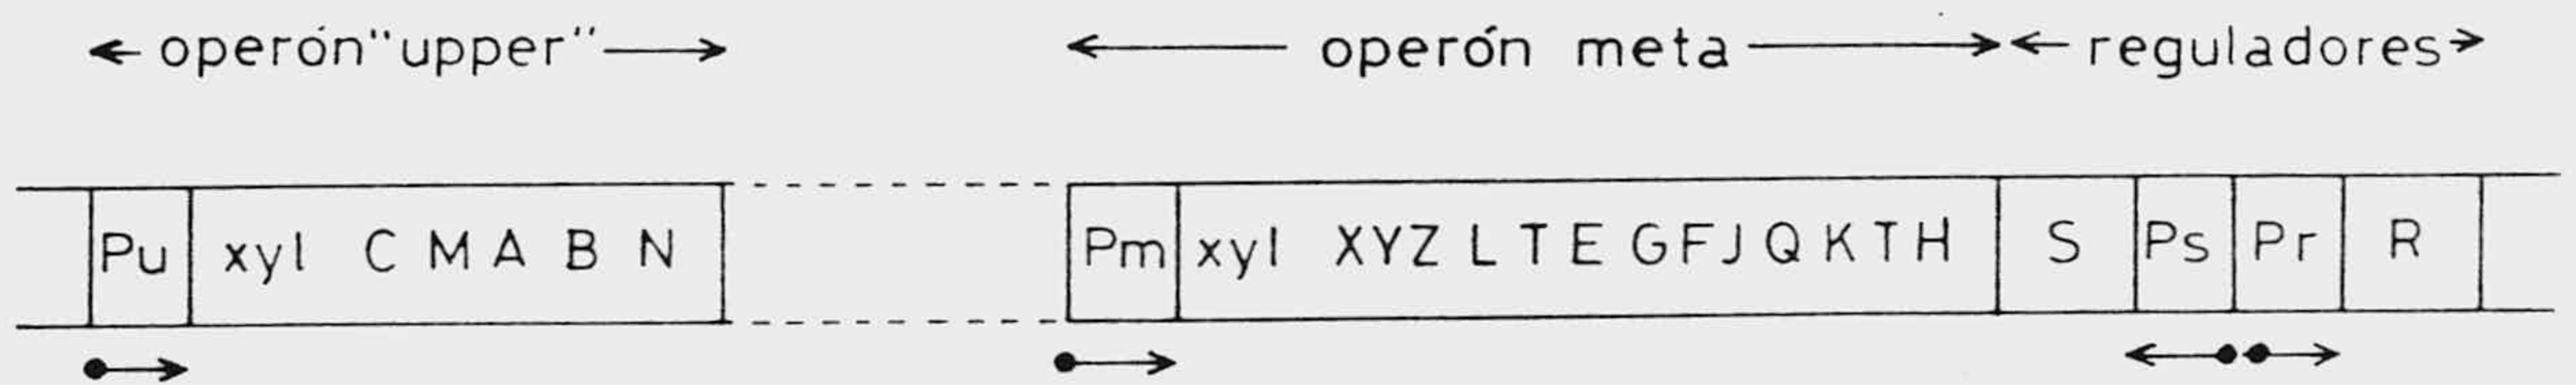 operón"upper" operón meta reguladores
Pu xyl C M A B N Pm xyl XYZ L T E G F J Q K T H S Ps Pr R